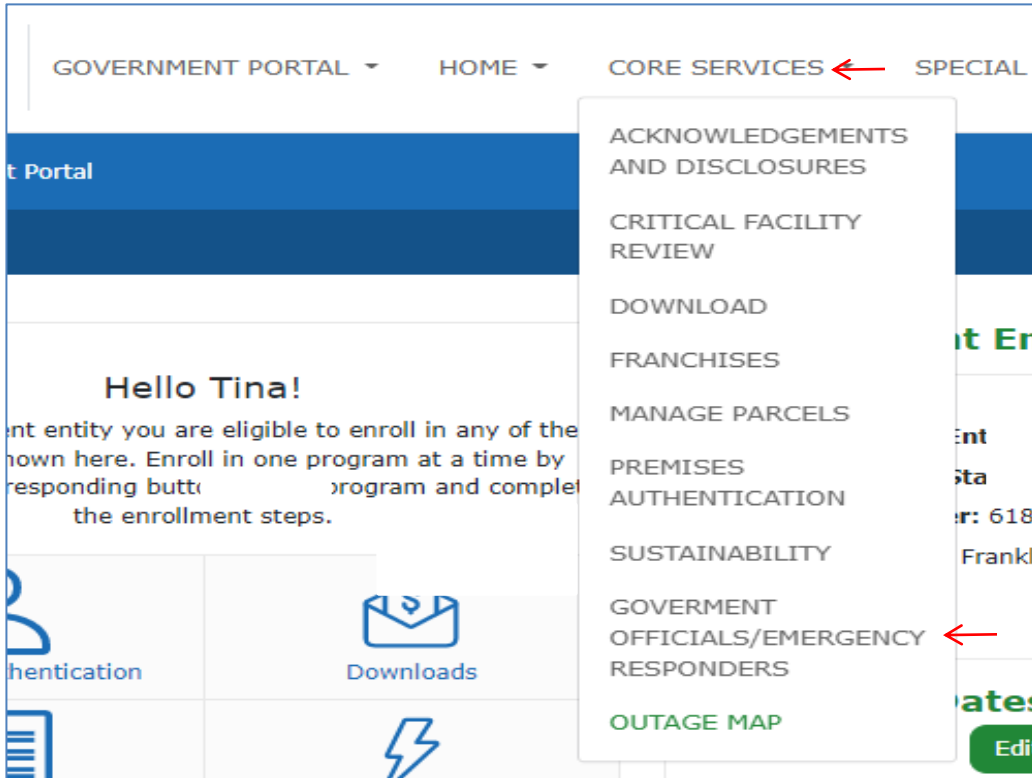 GOVERNMENT PORTAL HOME CORE SERVICES SPECIAL
t Portal
ACKNOWLEDGEMENTS
AND DISCLOSURES
CRITICAL FACILITY
REVIEW
DOWNLOAD
FRANCHISES
MANAGE PARCELS
PREMISES
AUTHENTICATION
SUSTAINABILITY
GOVERMENT
OFFICIALS/EMERGENCY
RESPONDERS
OUTAGE MAP
Hello Tina!
ent entity you are eligible to enroll in any of the
hown here. Enroll in one program at a time by
responding butt program and complet
the enrollment steps.
hentication
Downloads
nt En
Ent
Sta
er: 618
Frankl
ates
Edi